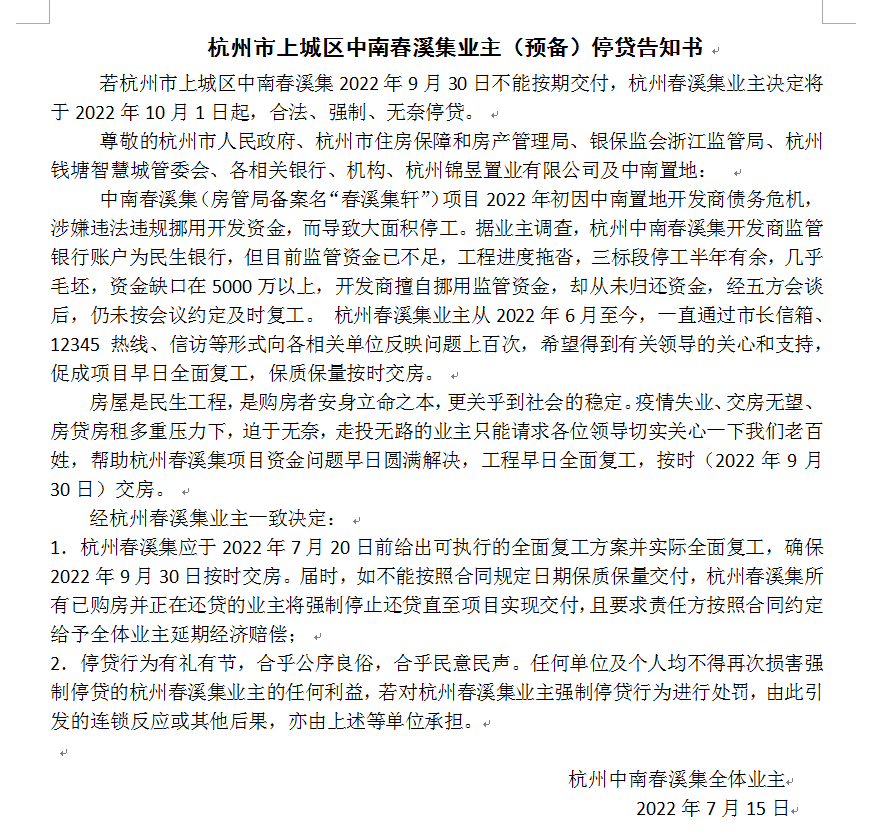 杭州市上城区中南春溪集业主（预备）停贷告知书
若杭州市上城区中南春溪集 2022 年 9 月 30 日不能按期交付，杭州春溪集业主决定将
于 2022 年 10 月 1 日起，合法、强制、无奈停贷。
尊敬的杭州市人民政府、杭州市住房保障和房产管理局、银保监会浙江监管局、杭州
钱塘智慧城管委会、各相关银行、机构、杭州锦昱置业有限公司及中南置地：
中南春溪集（房管局备案名“春溪集轩”）项目 2022 年初因中南置地开发商债务危机，
涉嫌违法违规挪用开发资金，而导致大面积停工。据业主调查，杭州中南春溪集开发商监管
银行账户为民生银行，但目前监管资金已不足，工程进度拖沓，三标段停工半年有余，几乎
毛坯，资金缺口在 5000 万以上，开发商擅自挪用监管资金，却从未归还资金，经五方会谈
后，仍未按会议约定及时复工。 杭州春溪集业主从 2022 年 6 月至今，一直通过市长信箱、
12345 热线、信访等形式向各相关单位反映问题上百次，希望得到有关领导的关心和支持，
促成项目早日全面复工，保质保量按时交房。
房屋是民生工程，是购房者安身立命之本，更关乎到社会的稳定。疫情失业、交房无望、
房贷房租多重压力下，迫于无奈，走投无路的业主只能请求各位领导切实关心一下我们老百
姓，帮助杭州春溪集项目资金问题早日圆满解决，工程早日全面复工，按时（2022 年 9 月
30 日）交房。
经杭州春溪集业主一致决定：
1．杭州春溪集应于 2022 年 7 月 20 日前给出可执行的全面复工方案并实际全面复工，确保
2022 年 9 月 30 日按时交房。届时，如不能按照合同规定日期保质保量交付，杭州春溪集所
有已购房并正在还贷的业主将强制停止还贷直至项目实现交付，且要求责任方按照合同约定
给予全体业主延期经济赔偿；
2．停贷行为有礼有节，合乎公序良俗，合乎民意民声。任何单位及个人均不得再次损害强
制停贷的杭州春溪集业主的任何利益，若对杭州春溪集业主强制停贷行为进行处罚，由此引
发的连锁反应或其他后果，亦由上述等单位承担。
杭州中南春溪集全体业主
2022 年 7 月 15 日